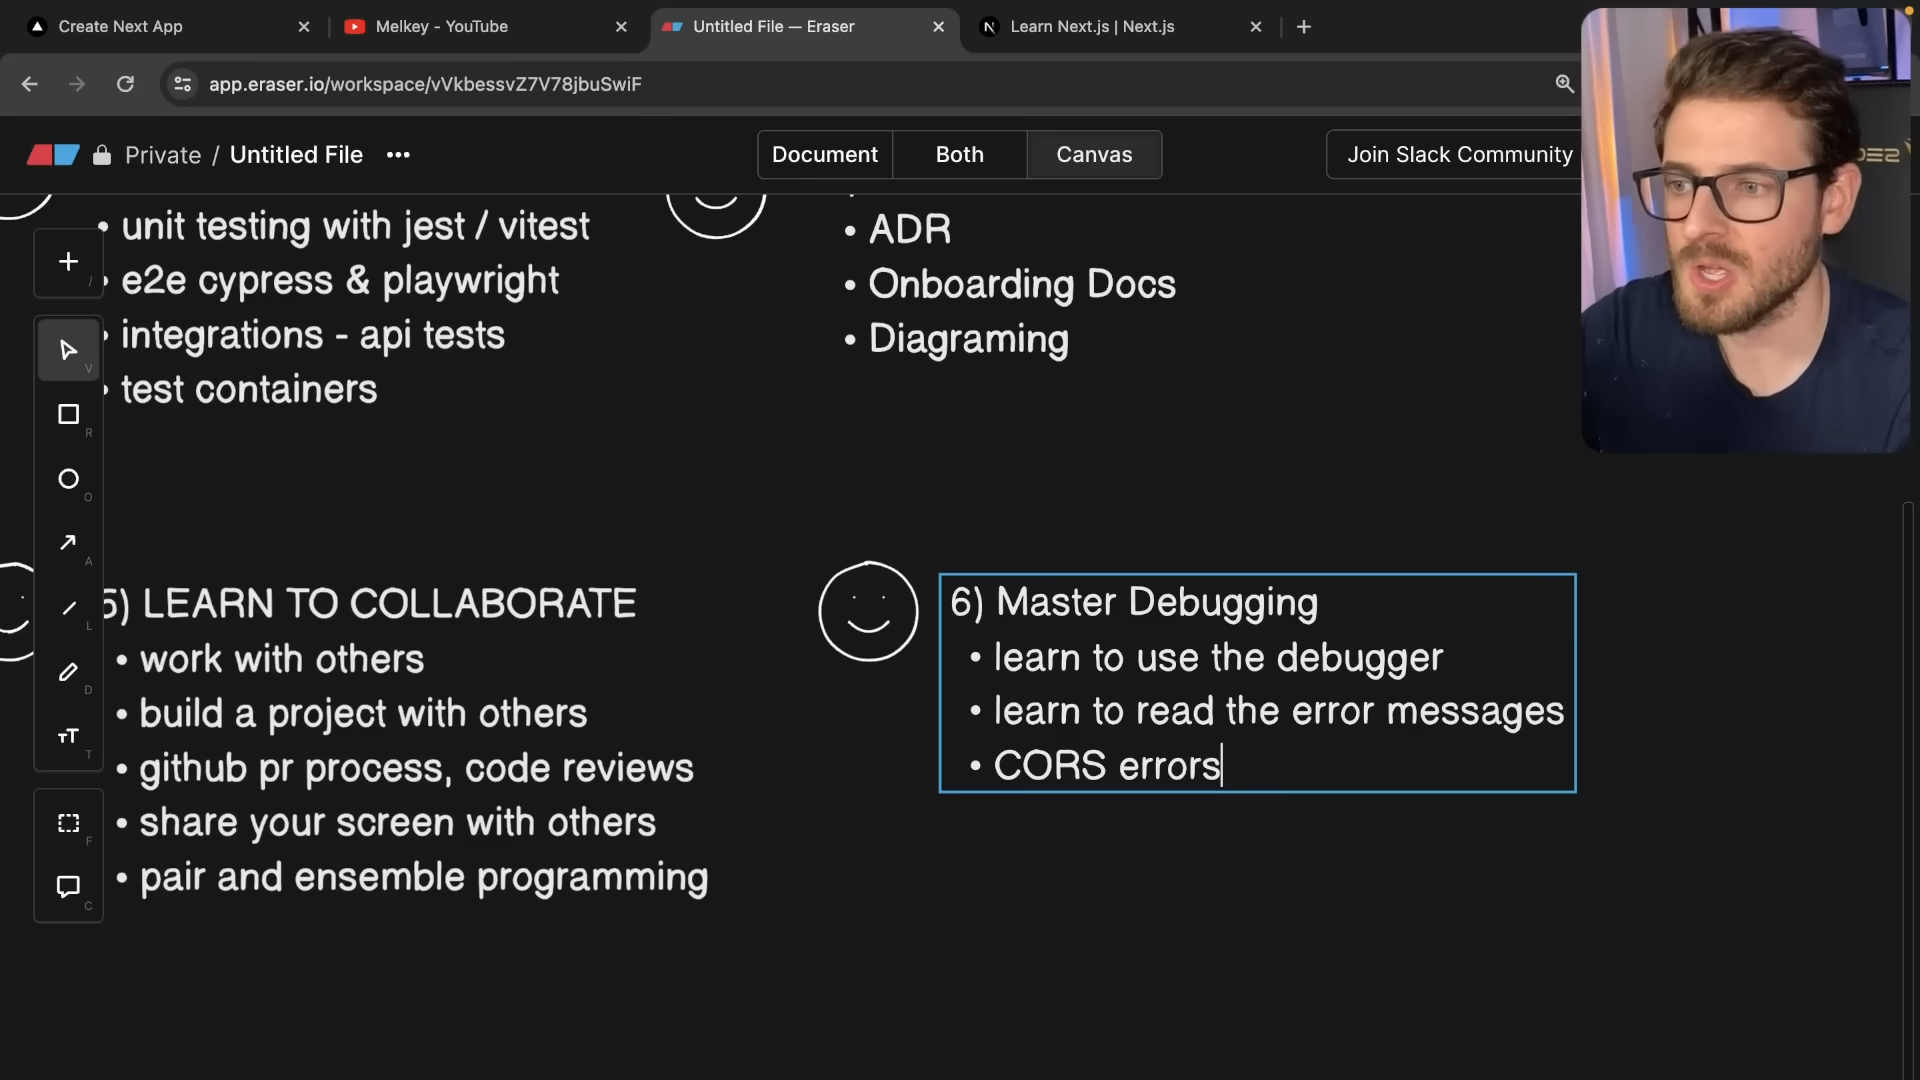 Create Next App
Melkey - YouTube
Untitled File — Eraser
Learn Next.js | Next.js
app.eraser.io/workspace/vVkbessvZ7V78jbuSwiF
Private / Untitled File •••
Document
Both
Canvas
Join Slack Community
• unit testing with jest / vitest
• e2e cypress & playwright
• integrations - api tests
• test containers
• ADR
• Onboarding Docs
• Diagraming
/
V
R
O
A
L
D
T
F
C
5) LEARN TO COLLABORATE
• work with others
• build a project with others
• github pr process, code reviews
• share your screen with others
• pair and ensemble programming
6) Master Debugging
• learn to use the debugger
• learn to read the error messages
• CORS errors